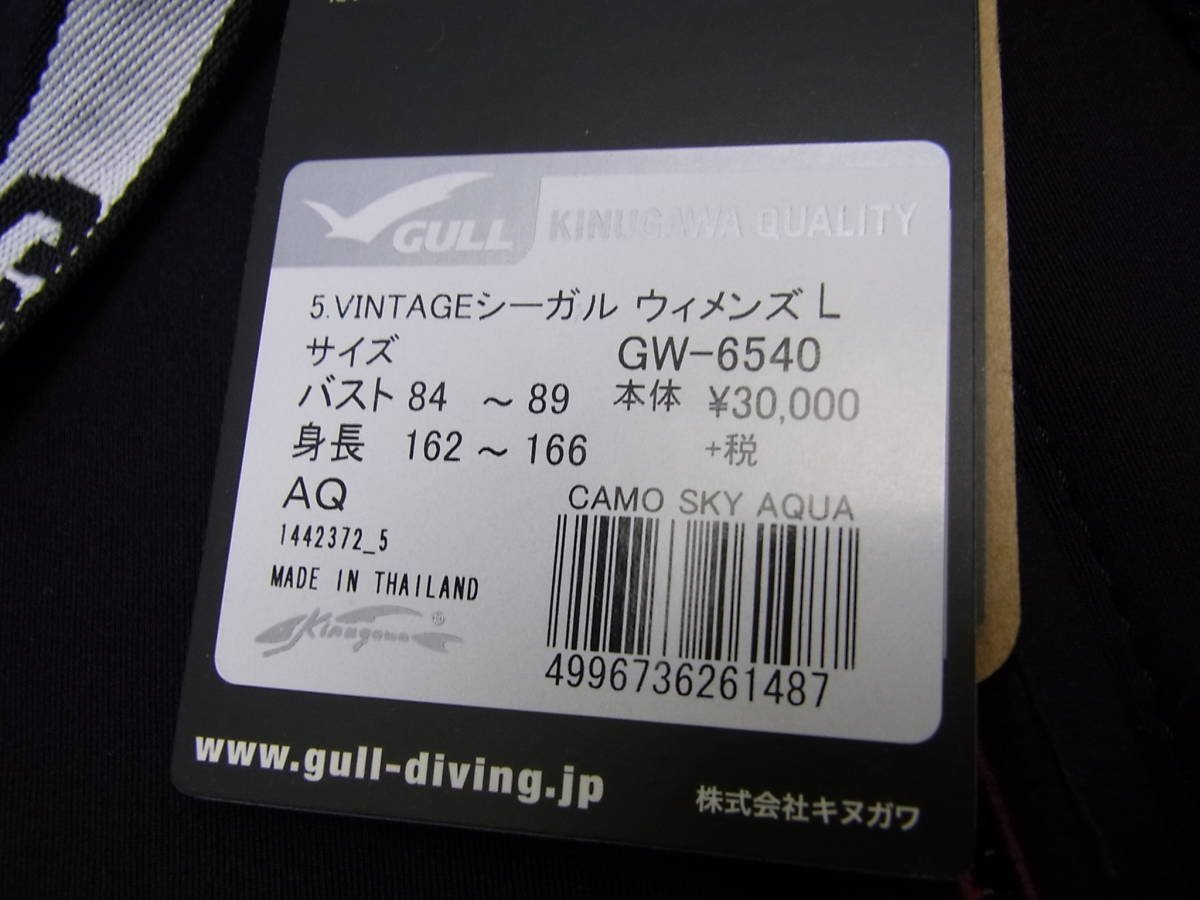 GULL KINUGAWA QUALITY
5.VINTAGEシーガル ウィメンズ L
サイズ GW-6540
バスト 84 ～ 89 本体 ¥30,000
身長 162 ～ 166 +税
AQ CAMO SKY AQUA
1442372_5
MADE IN THAILAND
Kinugawa ®
4996736261487
www.gull-diving.jp
株式会社キヌガワ